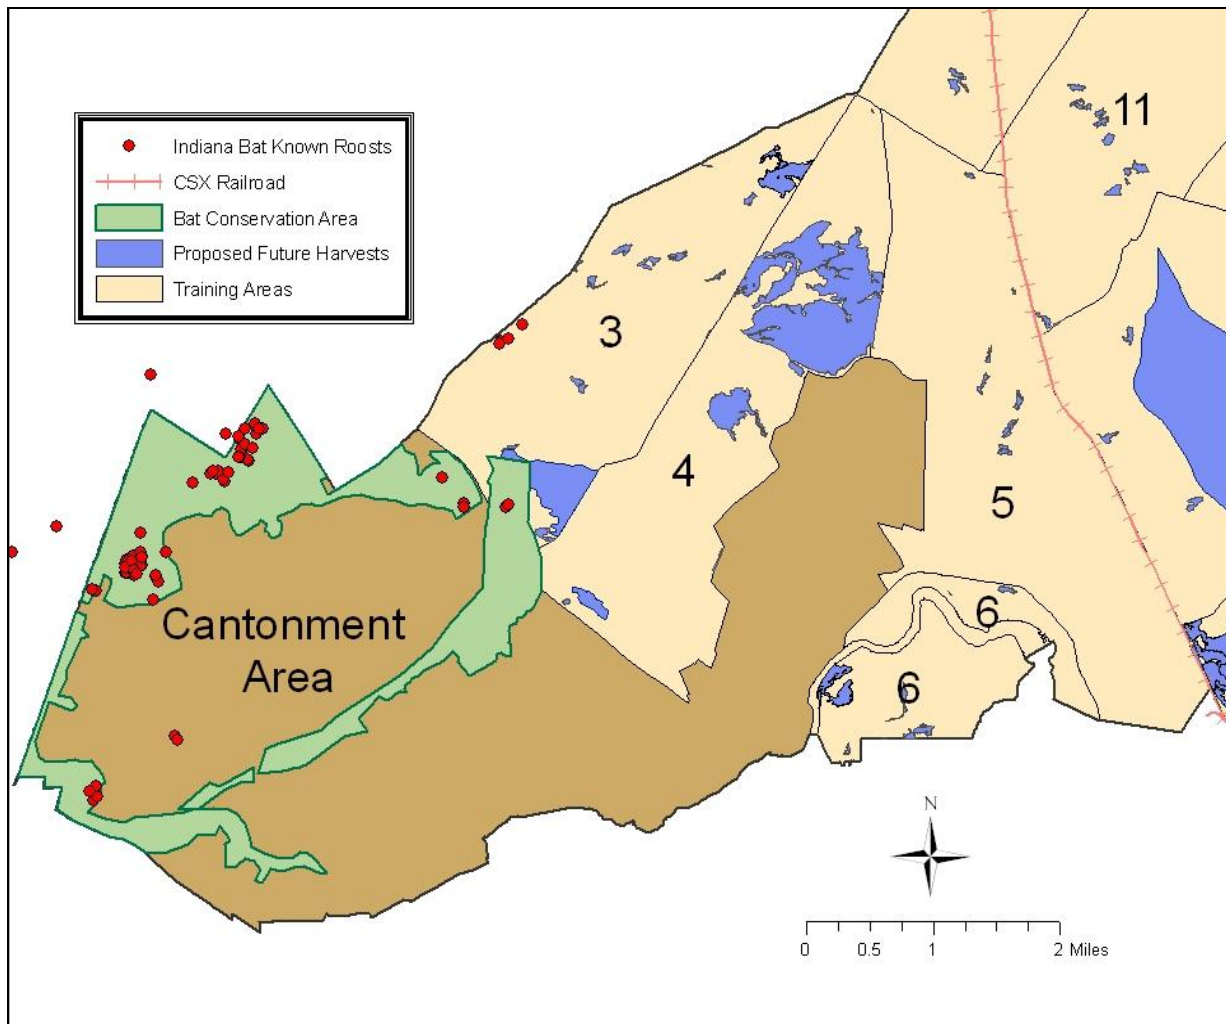 11
Indiana Bat Known Roosts
CSX Railroad
Bat Conservation Area
Proposed Future Harvests
Training Areas
3
4
5
6
Cantonment
Area
6
N
0 0.5 1 2 Miles